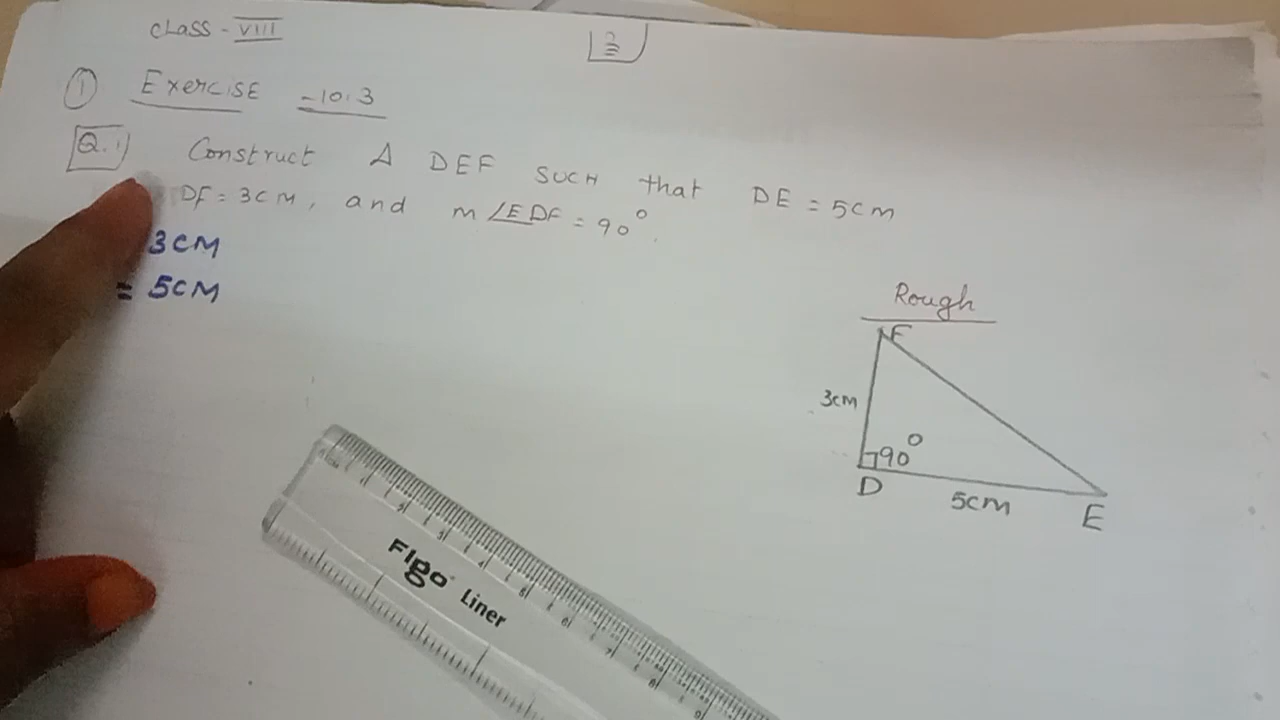 CLASS - VIII
2
① Exercise - 10.3
Q.1 Construct Δ DEF SUCH that DE = 5CM
DF = 3CM, and m∠EDF = 90°.
3CM
= 5CM
Rough
F
3cm
90°
D
5cm
E
Figo Liner